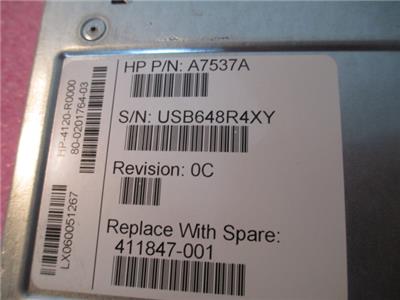 HP P/N: A7537A
S/N: USB648R4XY
Revision: 0C
Replace With Spare:
411847-001
HP-4120-R0000
80-0201764-03
LX060051267